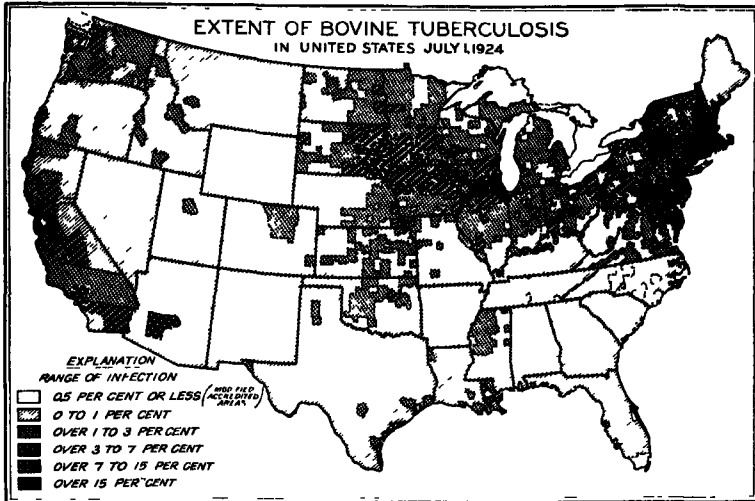 EXTENT OF BOVINE TUBERCULOSIS
IN UNITED STATES JULY 1, 1924
EXPLANATION
RANGE OF INFECTION
0.5 PER CENT OR LESS (MODIFIED ACCREDITED AREAS)
0 TO 1 PER CENT
OVER 1 TO 3 PER CENT
OVER 3 TO 7 PER CENT
OVER 7 TO 15 PER CENT
OVER 15 PER CENT